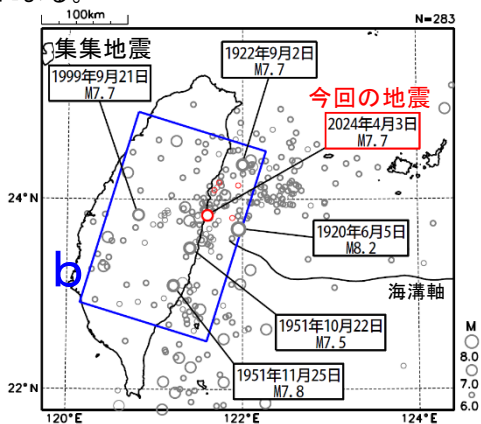 100km
N=283
集集地震
1999年9月21日
M7.7
1922年9月2日
M7.7
今回の地震
2024年4月3日
M7.7
24°N
1920年6月5日
M8.2
b
海溝軸
1951年10月22日
M7.5
1951年11月25日
M7.8
M
8.0
7.0
6.0
22°N
120°E
122°E
124°E